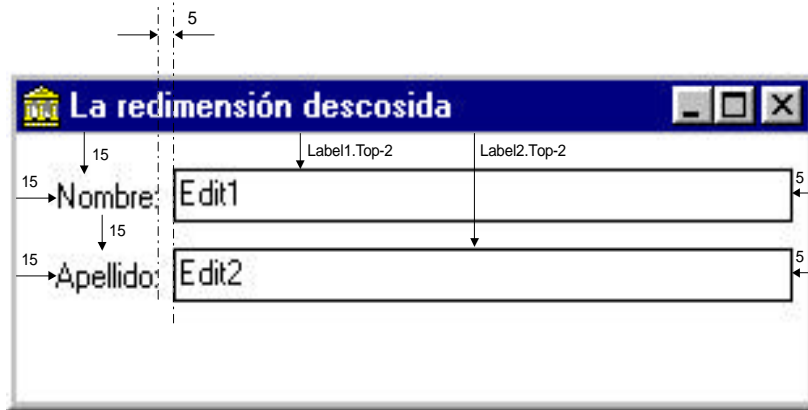 5
La redimensión descosida
15 Label1.Top-2 Label2.Top-2
15 Nombre: Edit1 5
15
15 Apellido: Edit2 5